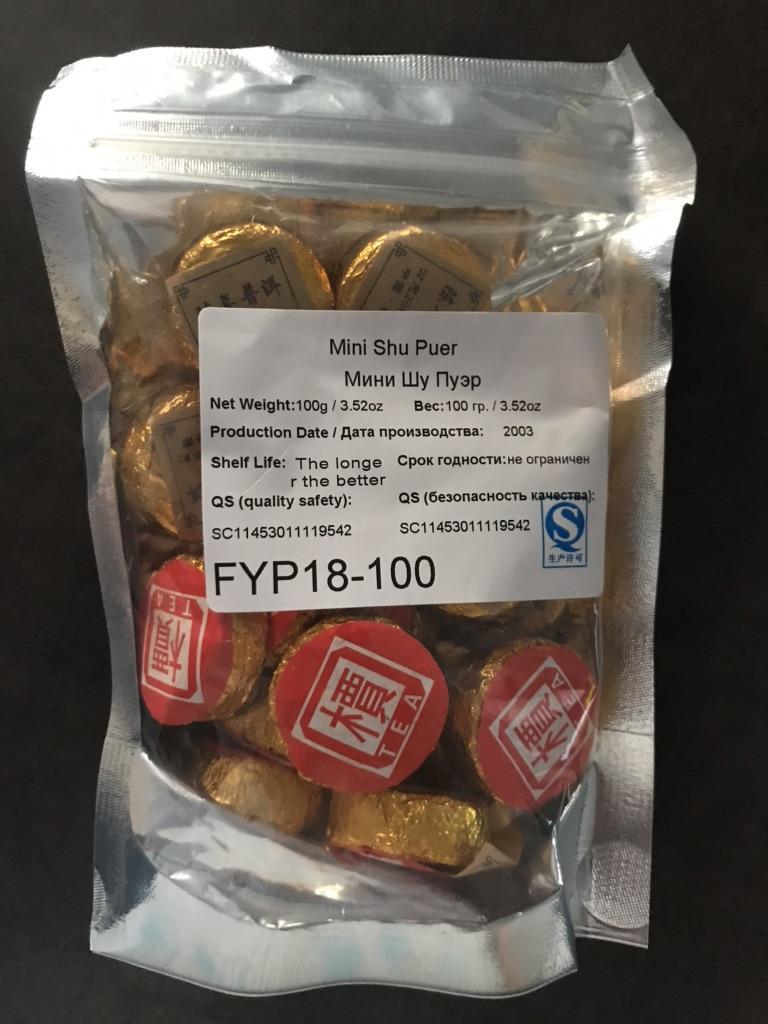 Mini Shu Puer
Мини Шу Пуэр
Net Weight:100g / 3.52oz Вес:100 гр. / 3.52oz
Production Date / Дата производства: 2003
Shelf Life: The longe Срок годности:не ограничен
r the better
QS (quality safety): QS (безопасность качества):
SC11453011119542 SC11453011119542
S
生产许可
FYP18-100
TEA
TEA
TEA